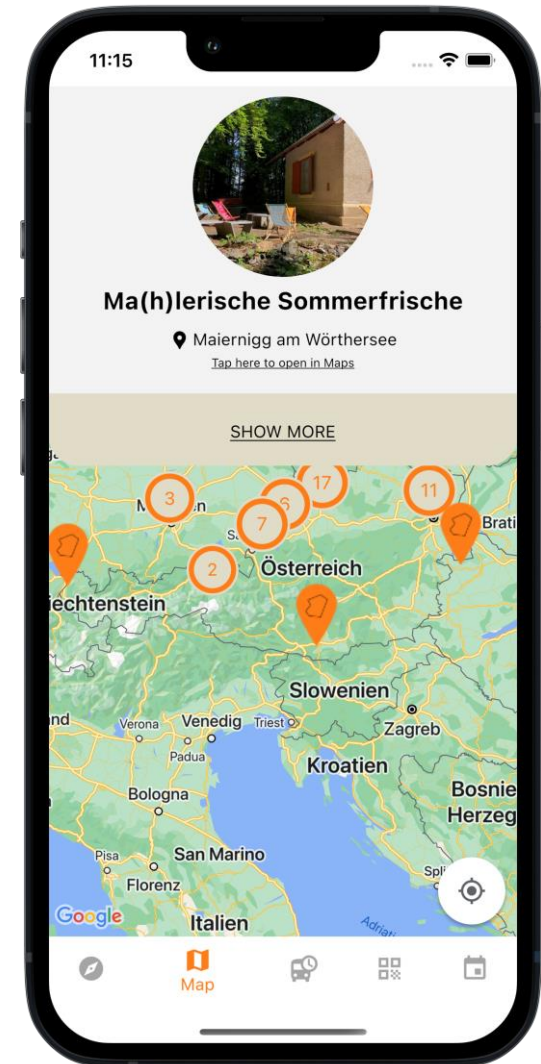 11:15
Ma(h)lerische Sommerfrische
Maiernigg am Wörthersee
Tap here to open in Maps
SHOW MORE
17
3
6
11
7
Brati
2
Österreich
iechtenstein
Slowenien
nd
Verona
Venedig
Triest
Zagreb
Padua
Kroatien
Bologna
Bosnie
Herzeg
Pisa
San Marino
Spli
Florenz
Google
Italien
Adriati
Map